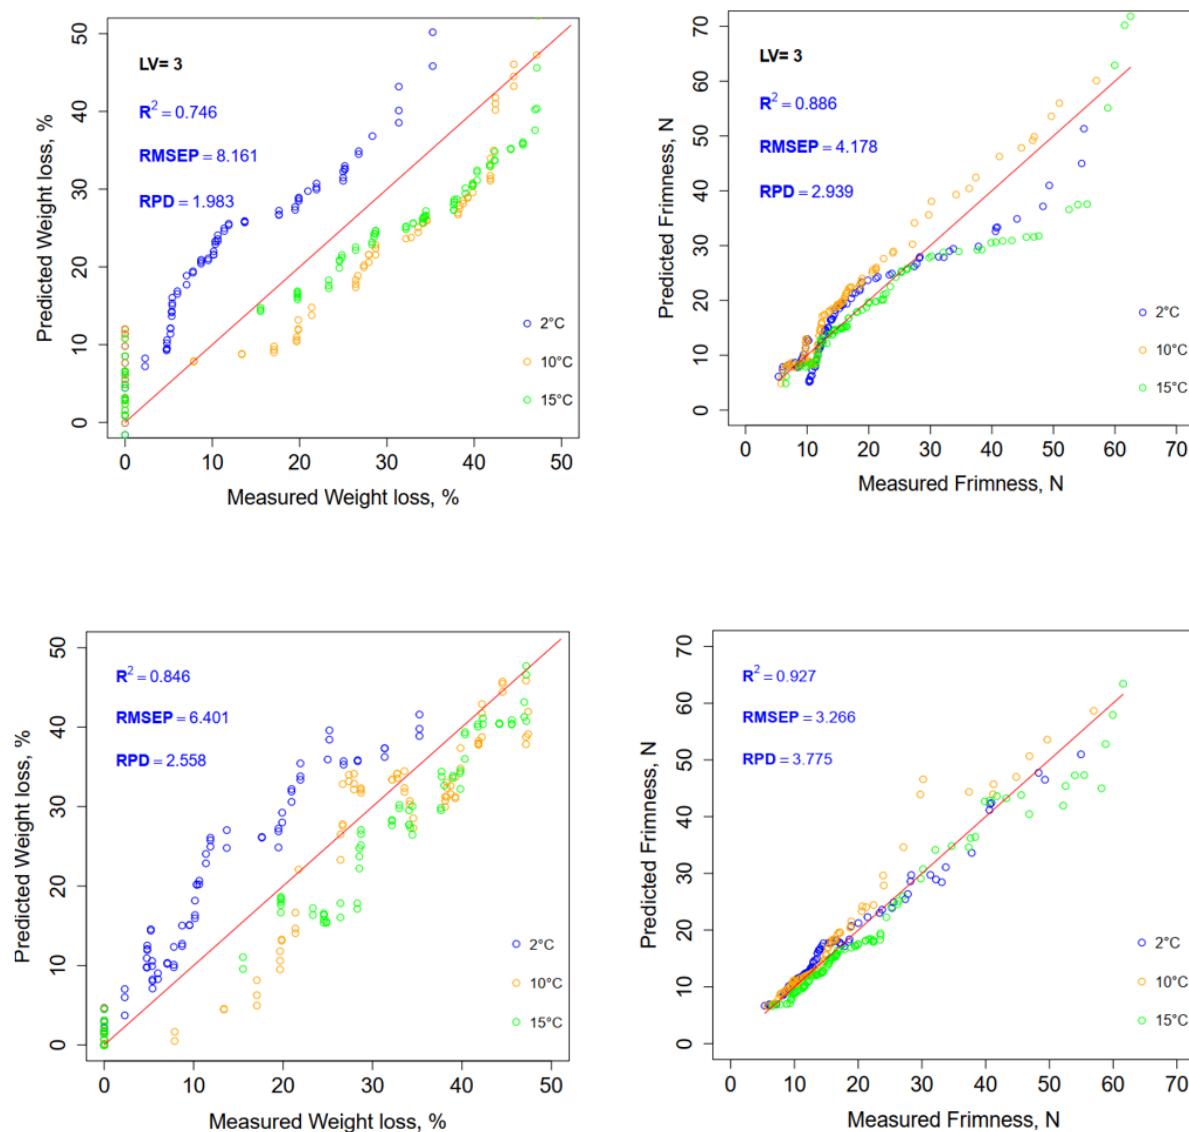 LV= 3
R² = 0.746
RMSEP = 8.161
RPD = 1.983
2°C
10°C
15°C
0 10 20 30 40 50
0 10 20 30 40 50
Predicted Weight loss, %
Measured Weight loss, %
LV= 3
R² = 0.886
RMSEP = 4.178
RPD = 2.939
2°C
10°C
15°C
0 10 20 30 40 50 60 70
0 10 20 30 40 50 60 70
Predicted Frimness, N
Measured Frimness, N
R² = 0.846
RMSEP = 6.401
RPD = 2.558
2°C
10°C
15°C
0 10 20 30 40 50
0 10 20 30 40 50
Predicted Weight loss, %
Measured Weight loss, %
R² = 0.927
RMSEP = 3.266
RPD = 3.775
2°C
10°C
15°C
0 10 20 30 40 50 60 70
0 10 20 30 40 50 60 70
Predicted Frimness, N
Measured Frimness, N